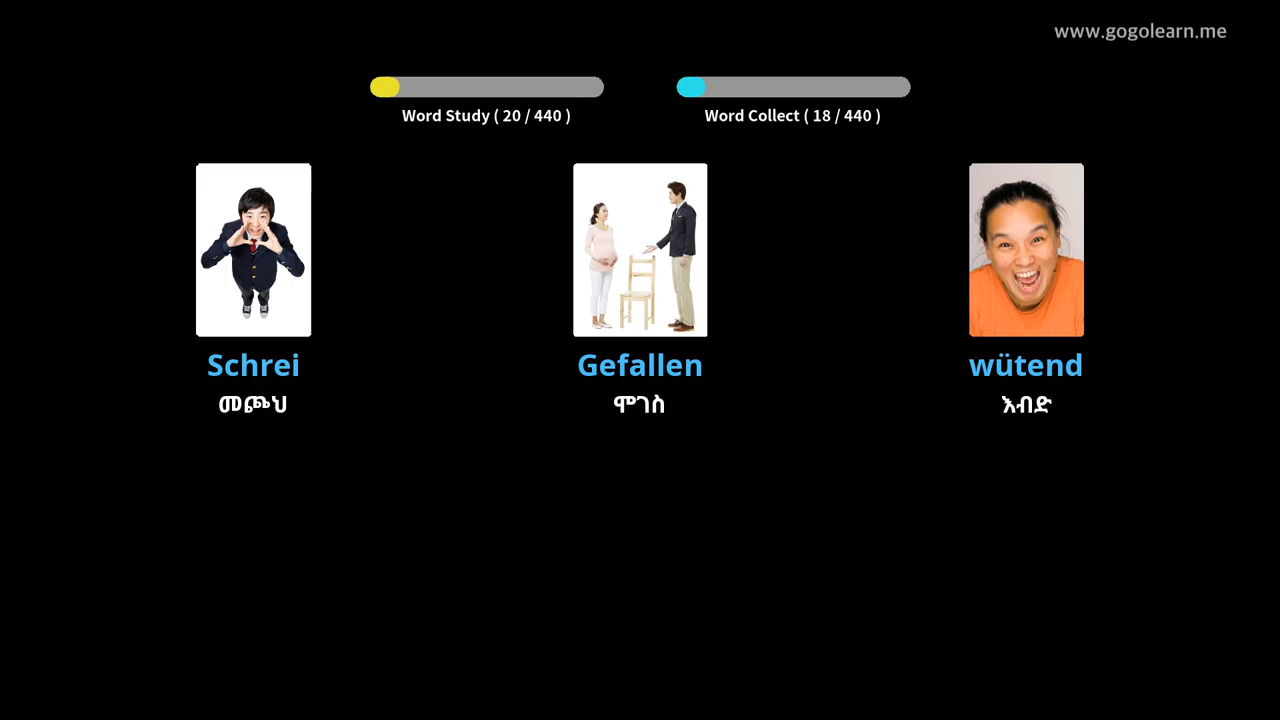 www.gogolearn.me
Word Study ( 20 / 440 )
Word Collect ( 18 / 440 )
Schrei
Gefallen
wütend
መጮህ
ሞገስ
እብድ